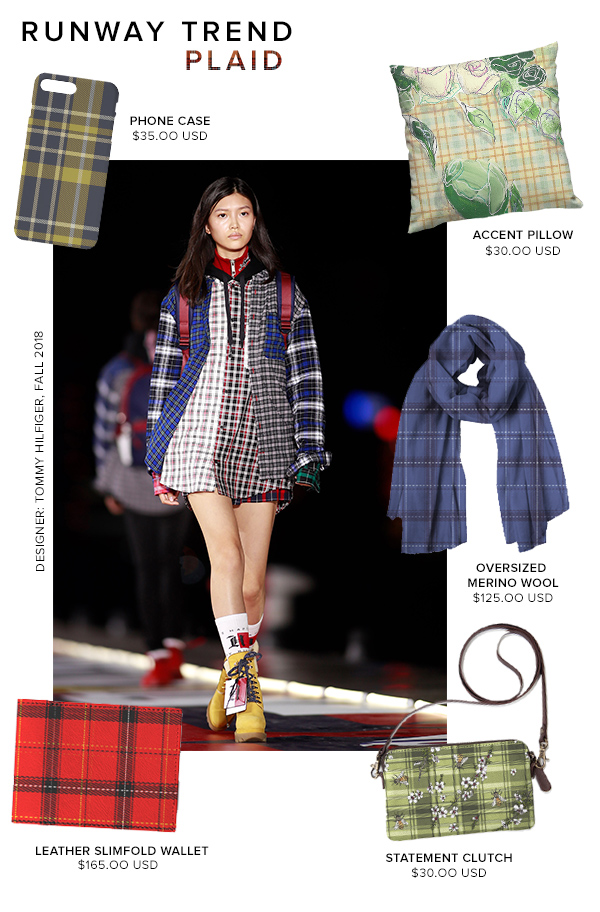 RUNWAY TREND
PLAID
PHONE CASE
$35.00 USD
ACCENT PILLOW
$30.00 USD
DESIGNER: TOMMY HILFIGER, FALL 2018
OVERSIZED
MERINO WOOL
$125.00 USD
LEATHER SLIMFOLD WALLET
$165.00 USD
STATEMENT CLUTCH
$30.00 USD